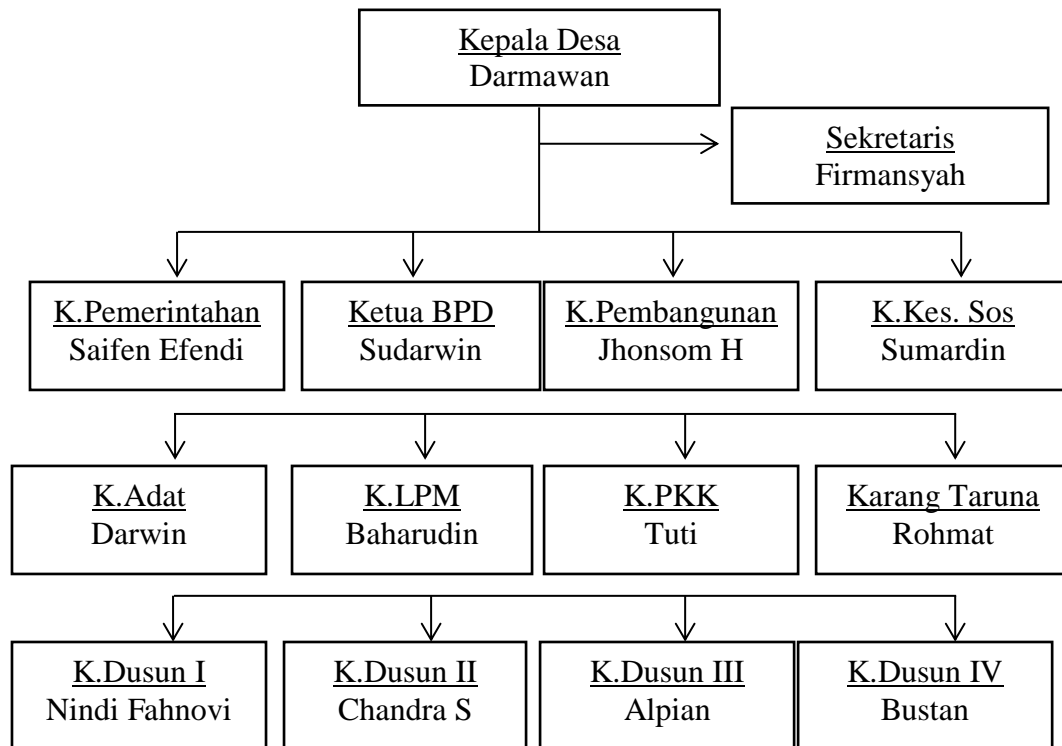 Kepala Desa
Darmawan
Sekretaris
Firmansyah
K.Pemerintahan
Saifen Efendi
Ketua BPD
Sudarwin
K.Pembangunan
Jhonsom H
K.Kes. Sos
Sumardin
K.Adat
Darwin
K.LPM
Baharudin
K.PKK
Tuti
Karang Taruna
Rohmat
K.Dusun I
Nindi Fahnovi
K.Dusun II
Chandra S
K.Dusun III
Alpian
K.Dusun IV
Bustan